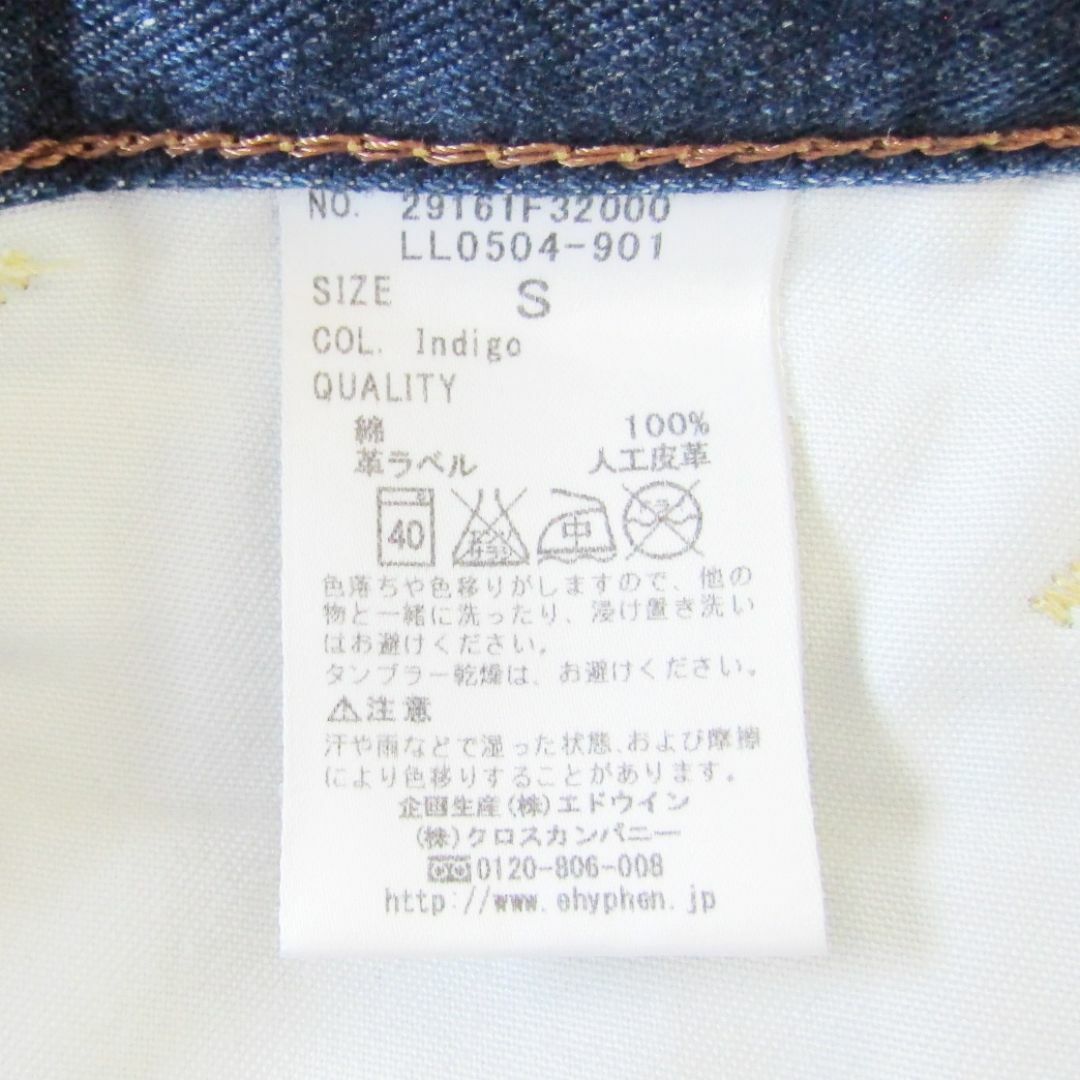 NO. 29161F32000
LL0504-901
SIZE S
COL. Indigo
QUALITY
綿 100%
革ラベル 人工皮革
40 エンソサラシ 中
色落ちや色移りがしますので、他の
物と一緒に洗ったり、浸け置き洗い
はお避けください。
タンブラー乾燥は、お避けください。
⚠注意
汗や雨などで湿った状態、および摩擦
により色移りすることがあります。
企画生産(株)エドウイン
(株)クロスカンパニー
0120-806-008
http://www.ehyphen.jp